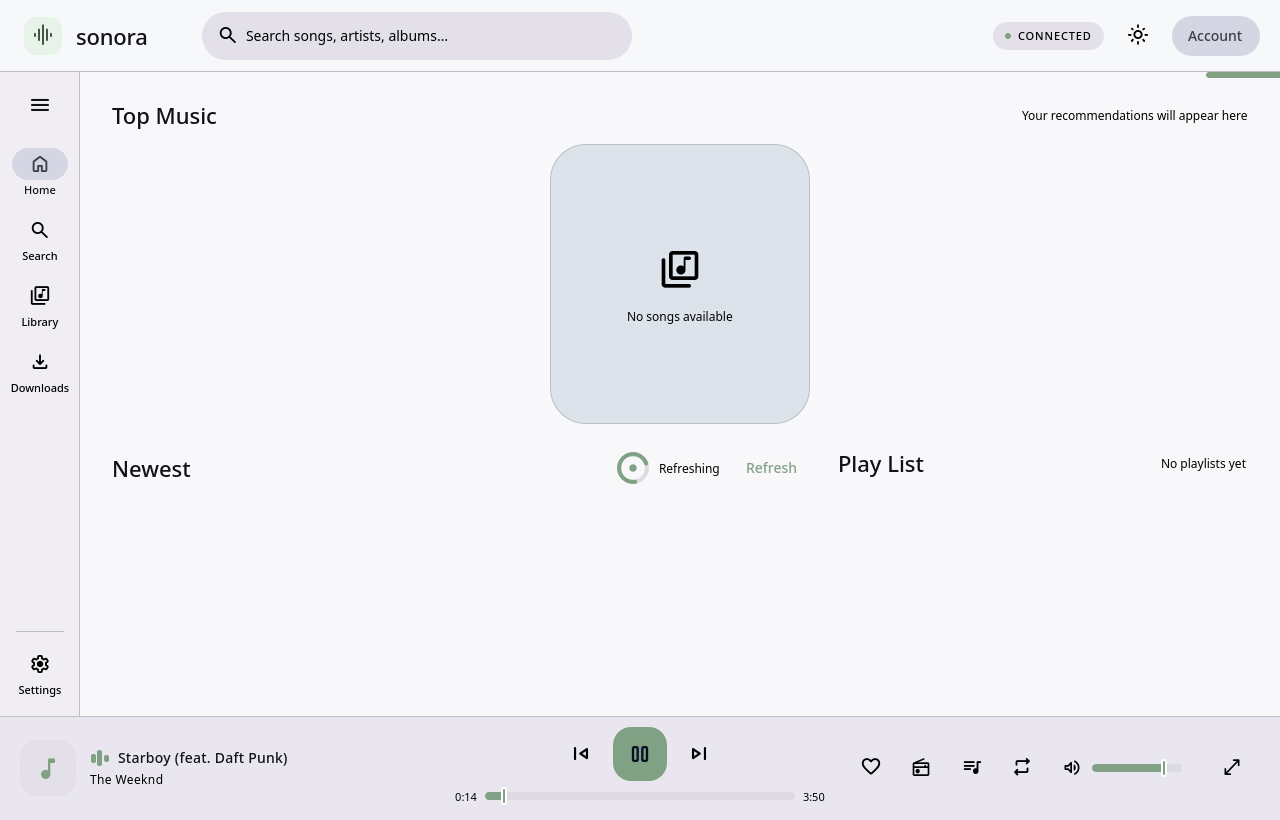 sonora
Search songs, artists, albums...
CONNECTED
Account
Home
Search
Library
Downloads
Settings
Top Music
Your recommendations will appear here
No songs available
Newest
Refreshing
Refresh
Play List
No playlists yet
Starboy (feat. Daft Punk)
The Weeknd
0:14
3:50